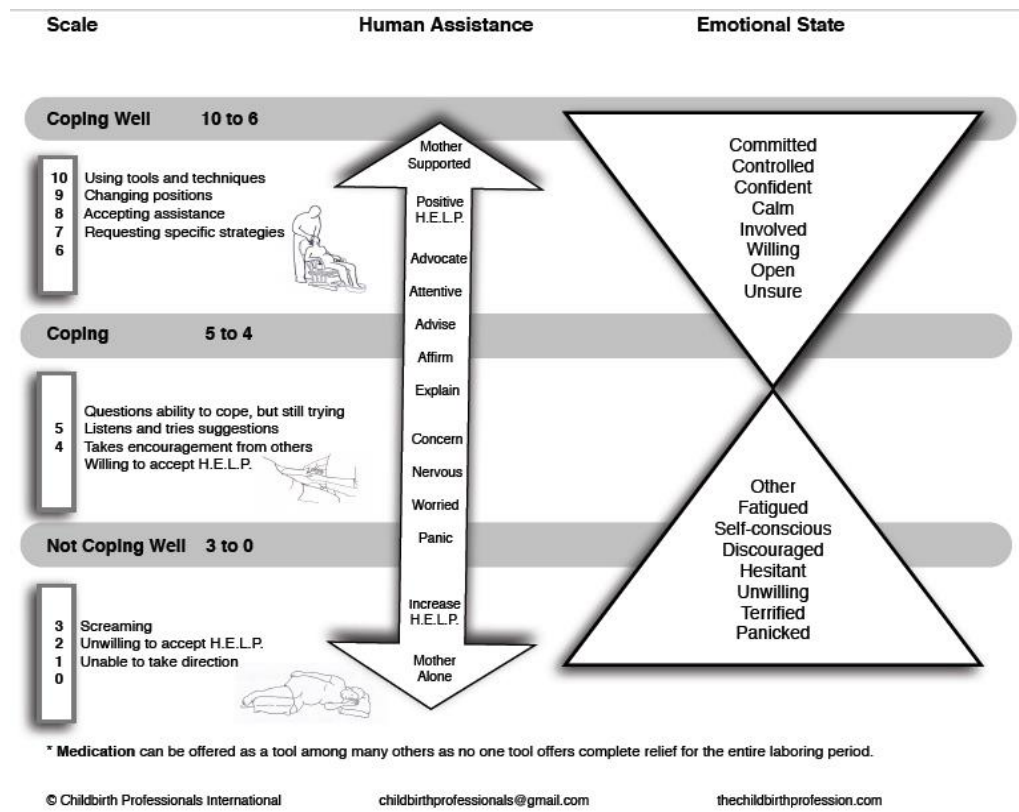 Scale Human Assistance Emotional State
Coping Well 10 to 6
10 Using tools and techniques
9 Changing positions
8 Accepting assistance
7 Requesting specific strategies
6
Coping 5 to 4
Questions ability to cope, but still trying
5 Listens and tries suggestions
4 Takes encouragement from others
Willing to accept H.E.L.P.
Not Coping Well 3 to 0
3 Screaming
2 Unwilling to accept H.E.L.P.
1 Unable to take direction
0
Mother
Supported
Positive
H.E.L.P.
Advocate
Attentive
Advise
Affirm
Explain
Concern
Nervous
Worried
Panic
Increase
H.E.L.P.
Mother
Alone
Committed
Controlled
Confident
Calm
Involved
Willing
Open
Unsure
Other
Fatigued
Self-conscious
Discouraged
Hesitant
Unwilling
Terrified
Panicked
* Medication can be offered as a tool among many others as no one tool offers complete relief for the entire laboring period.
© Childbirth Professionals International childbirthprofessionals@gmail.com thechildbirthprofession.com